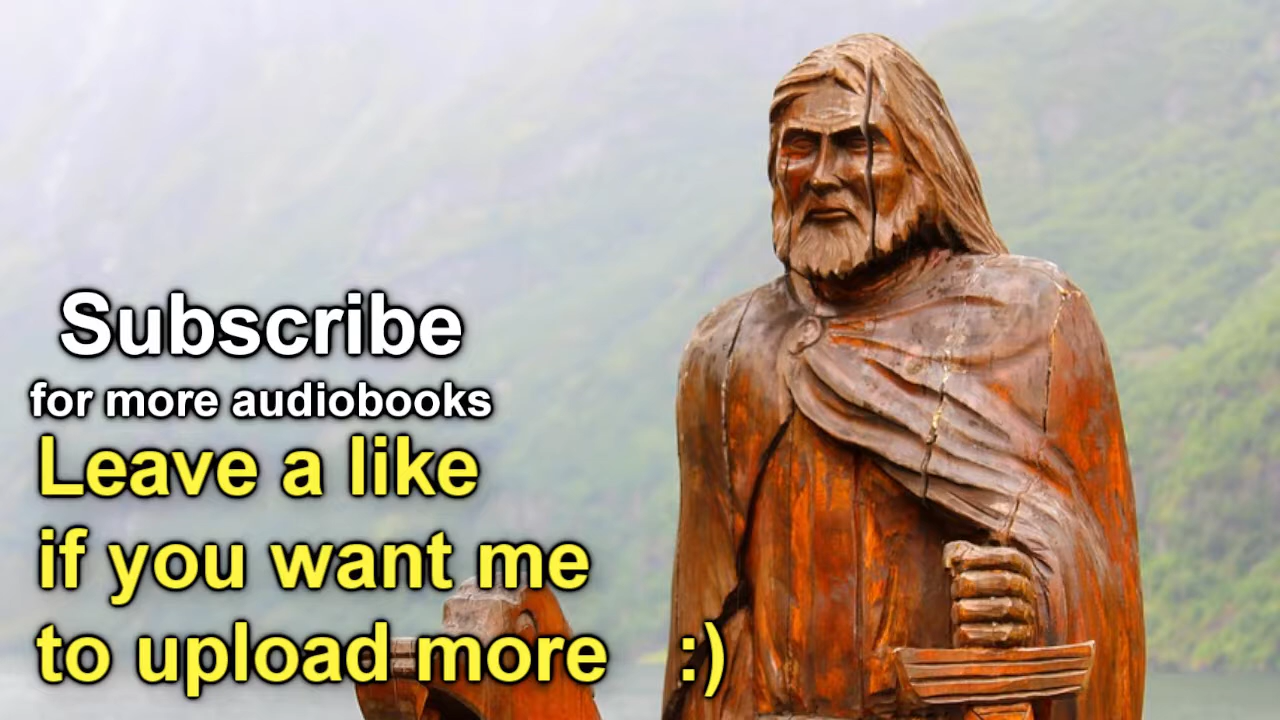 Subscribe
for more audiobooks
Leave a like
if you want me
to upload more :)